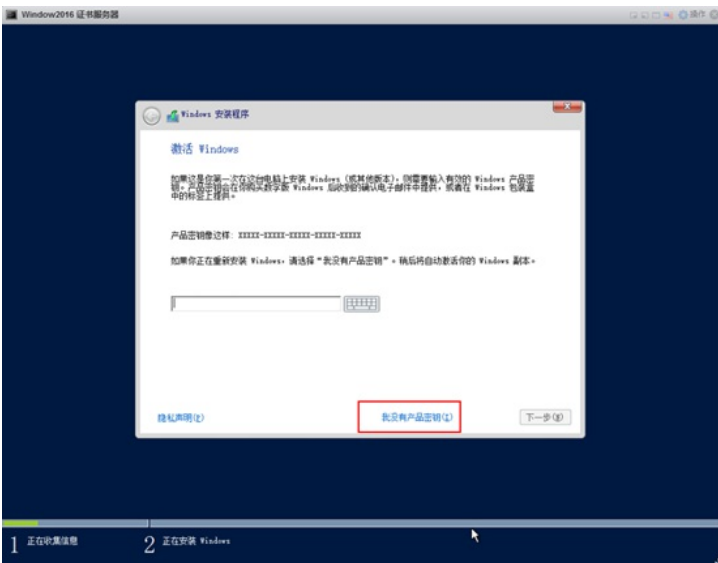 Window2016 证书服务器
操作
Windows 安装程序
激活 Windows
如果这是你第一次在这台电脑上安装 Windows (或其他版本)，则需要输入有效的 Windows 产品密
钥。产品密钥会在你购买数字版 Windows 后收到的确认电子邮件中提供，或者在 Windows 包装盒
中的标签上提供。
产品密钥像这样: XXXXX-XXXXX-XXXXX-XXXXX-XXXXX
如果你正在重新安装 Windows，请选择“我没有产品密钥”。稍后将自动激活你的 Windows 副本。
隐私声明(P)
我没有产品密钥(I)
下一步(N)
1 正在收集信息
2 正在安装 Windows